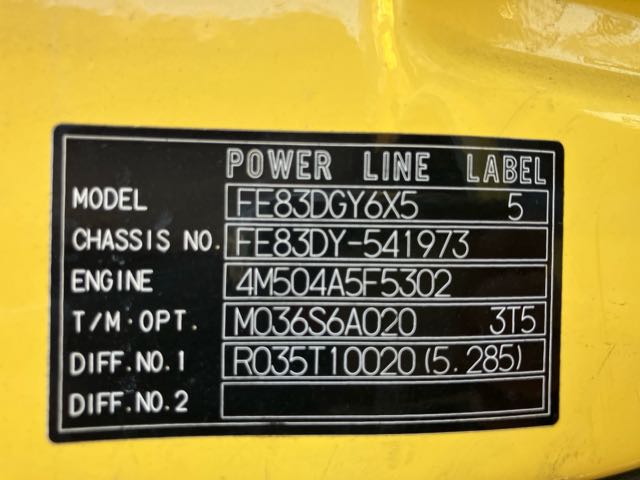 POWER LINE LABEL
MODEL FE83DGY6X5 5
CHASSIS NO. FE83DY-541973
ENGINE 4M504A5F5302
T/M·OPT. M036S6A020 3T5
DIFF.NO.1 R035T10020(5.285)
DIFF.NO.2